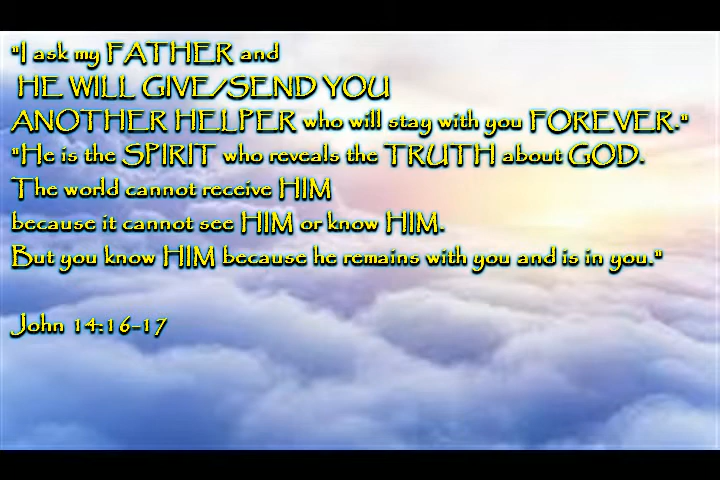 "I ask my FATHER and
HE WILL GIVE/SEND YOU
ANOTHER HELPER who will stay with you FOREVER."
"He is the SPIRIT who reveals the TRUTH about GOD.
The world cannot receive HIM
because it cannot see HIM or know HIM.
But you know HIM because he remains with you and is in you."
John 14:16-17